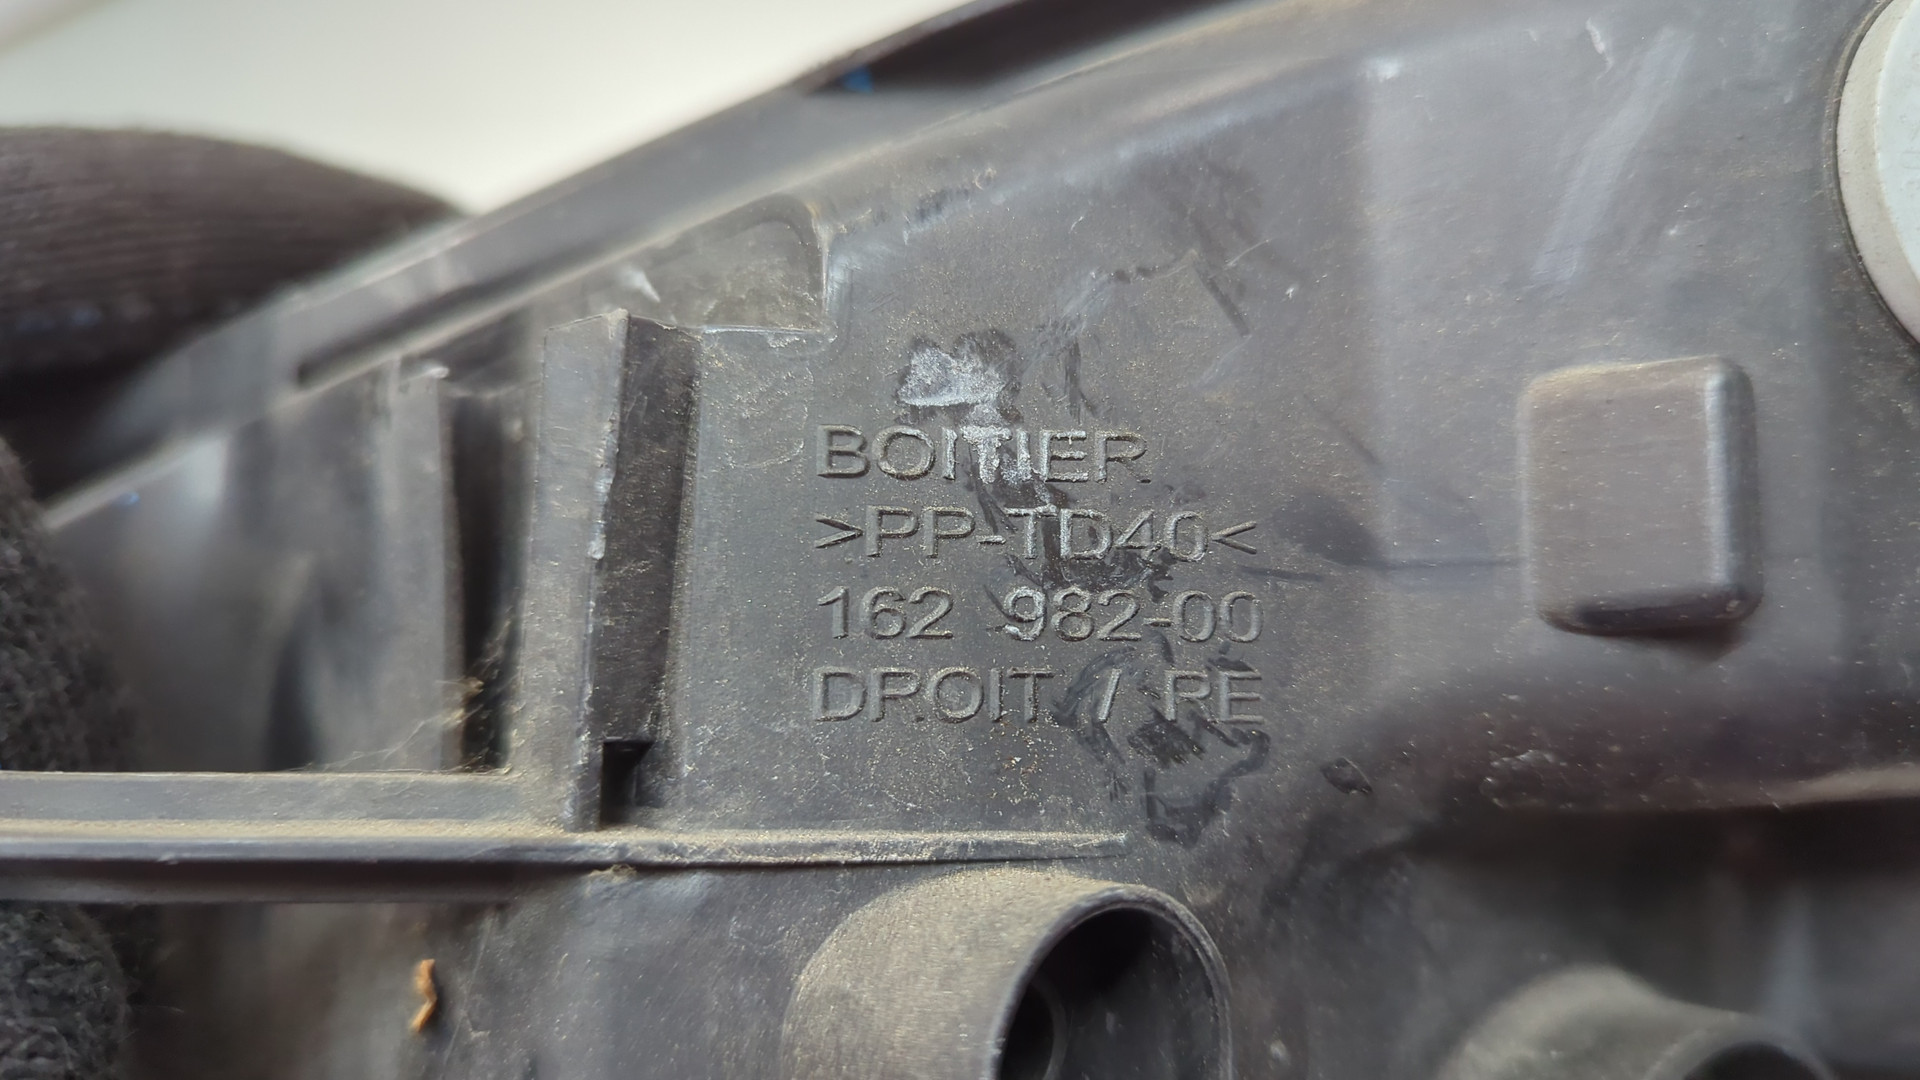 BOITIER
>PP-TD40<
162 982-00
DROIT / RE